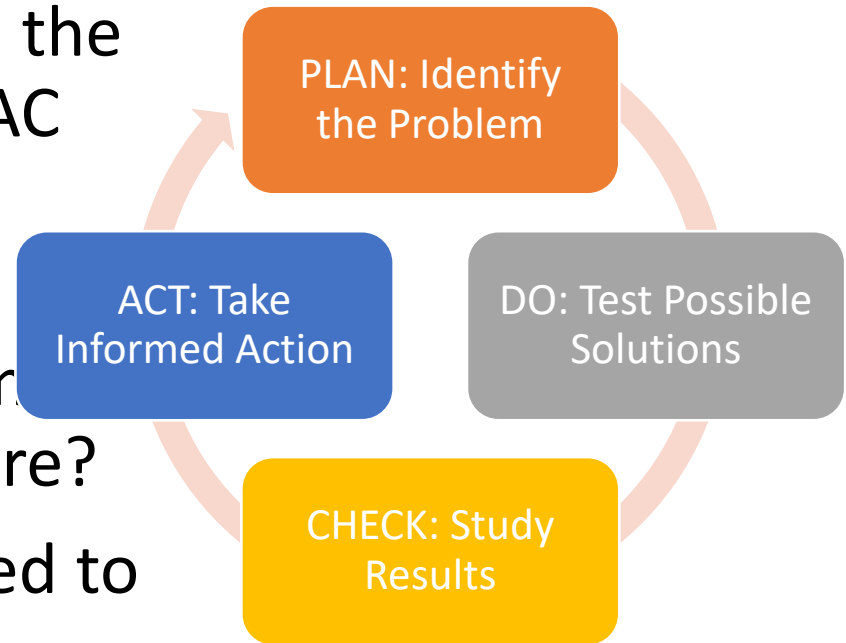 the
AC
re?
ed to
PLAN: Identify
the Problem
DO: Test Possible
Solutions
CHECK: Study
Results
ACT: Take
Informed Action